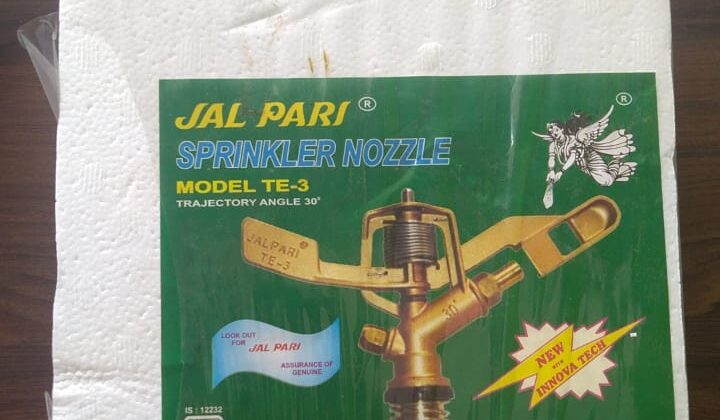 JAL PARI ®
®
SPRINKLER NOZZLE
MODEL TE-3
TRAJECTORY ANGLE 30°
JALPARI ®
TE-3
30°
LOOK OUT
FOR JAL PARI
ASSURANCE OF
GENUINE
NEW
WITH
INNOVA TECH
IS : 12232